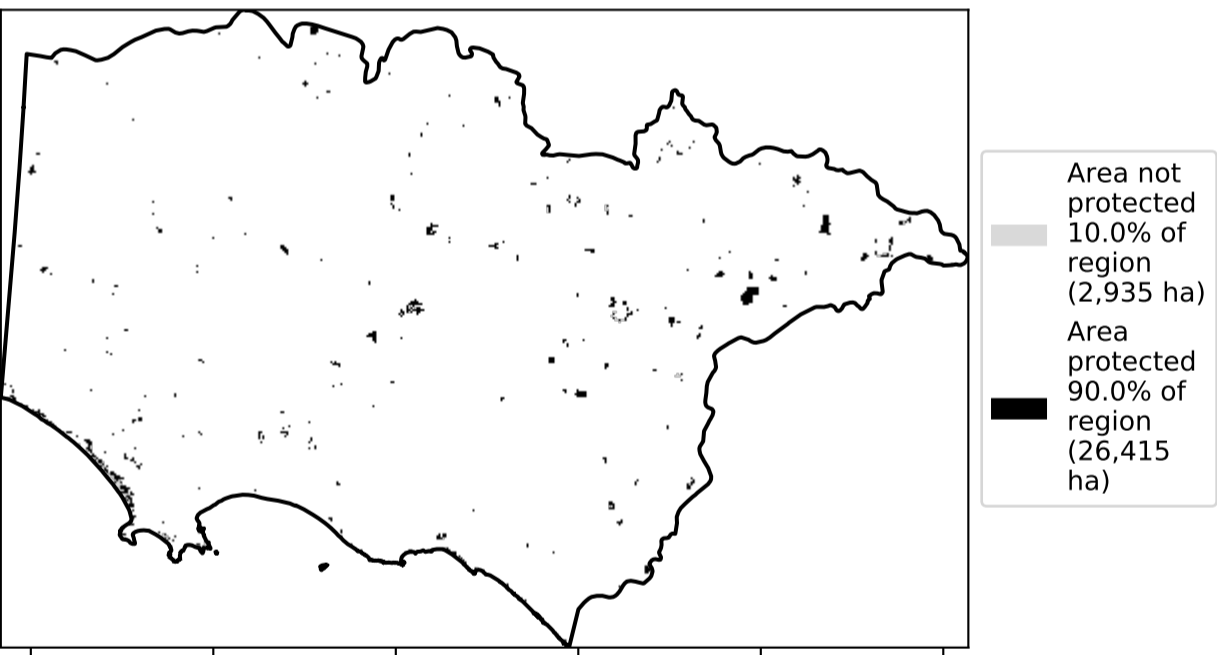 Area not
protected
10.0% of
region
(2,935 ha)
Area
protected
90.0% of
region
(26,415
ha)